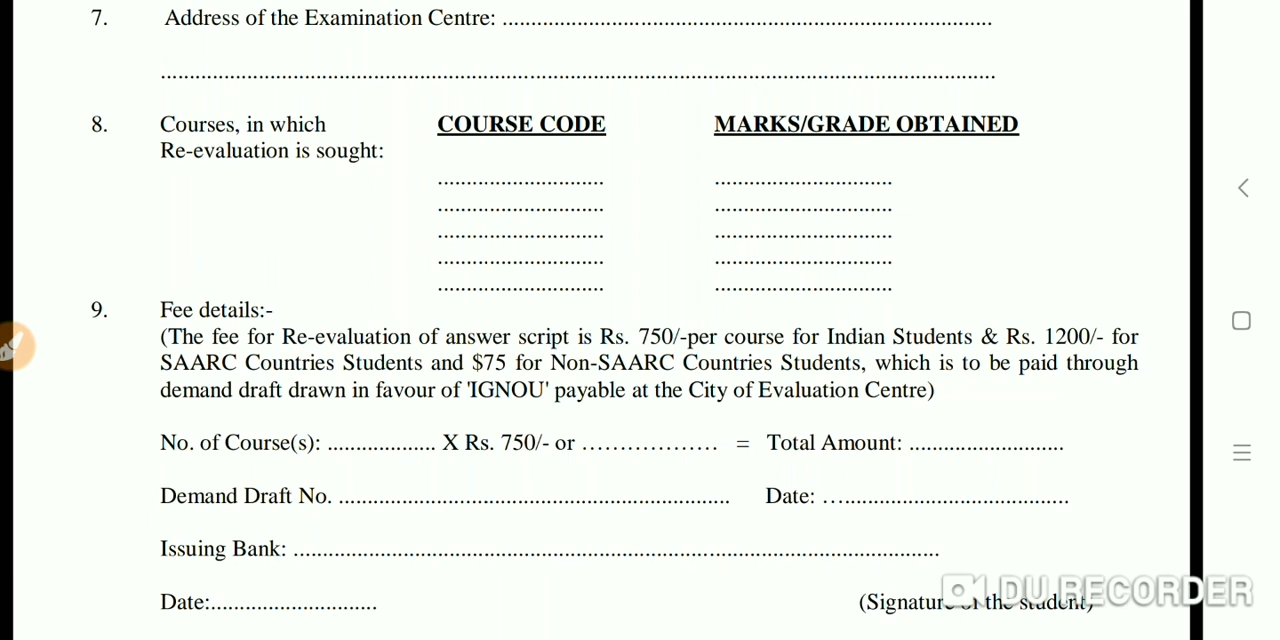 7. Address of the Examination Centre: ......................................................................................
....................................................................................................................................................
8. Courses, in which COURSE CODE MARKS/GRADE OBTAINED
Re-evaluation is sought:
............................. ...............................
............................. ...............................
............................. ...............................
............................. ...............................
............................. ...............................
9. Fee details:-
(The fee for Re-evaluation of answer script is Rs. 750/-per course for Indian Students & Rs. 1200/- for
SAARC Countries Students and $75 for Non-SAARC Countries Students, which is to be paid through
demand draft drawn in favour of 'IGNOU' payable at the City of Evaluation Centre)
No. of Course(s): ................... X Rs. 750/- or .................. = Total Amount: ...........................
Demand Draft No. .................................................................... Date: ...........................................
Issuing Bank: .................................................................................................................
Date:............................. (Signature of the student)
DU RECORDER